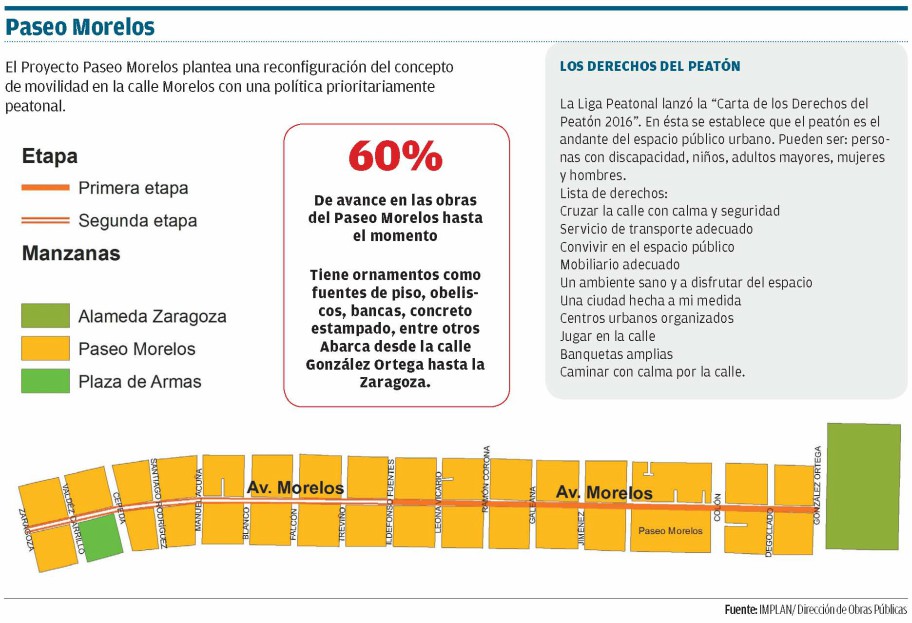 Paseo Morelos
El Proyecto Paseo Morelos plantea una reconfiguración del concepto
de movilidad en la calle Morelos con una política prioritariamente
peatonal.
Etapa
Primera etapa
Segunda etapa
Manzanas
Alameda Zaragoza
Paseo Morelos
Plaza de Armas
60%
De avance en las obras
del Paseo Morelos hasta
el momento
Tiene ornamentos como
fuentes de piso, obelis-
cos, bancas, concreto
estampado, entre otros
Abarca desde la calle
González Ortega hasta la
Zaragoza.
LOS DERECHOS DEL PEATÓN
La Liga Peatonal lanzó la “Carta de los Derechos del
Peatón 2016”. En ésta se establece que el peatón es el
andante del espacio público urbano. Pueden ser: perso-
nas con discapacidad, niños, adultos mayores, mujeres
y hombres.
Lista de derechos:
Cruzar la calle con calma y seguridad
Servicio de transporte adecuado
Convivir en el espacio público
Mobiliario adecuado
Un ambiente sano y a disfrutar del espacio
Una ciudad hecha a mi medida
Centros urbanos organizados
Jugar en la calle
Banquetas amplias
Caminar con calma por la calle.
ZARAGOZA
VALDÉZ CARRILLO
CEPEDA
SANTIAGO RODRÍGUEZ
MANUEL ACUÑA
BLANCO
Av. Morelos
FALCÓN
TREVIÑO
ILDEFONSO FUENTES
LEONA VICARIO
RAMÓN CORONA
GALEANA
Av. Morelos
JIMÉNEZ
Paseo Morelos
COLÓN
DEGOLLADO
GONZÁLEZ ORTEGA
Fuente: IMPLAN/ Dirección de Obras Públicas